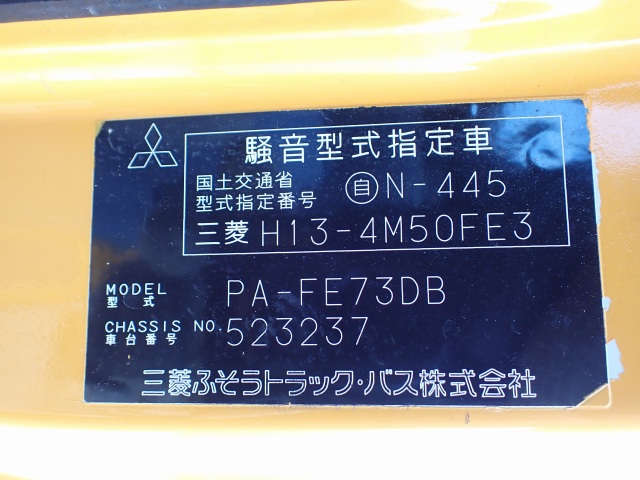 騒音型式指定車
国土交通省
型式指定番号 自N-445
三菱 H13-4M50FE3
MODEL
型式 PA-FE73DB
CHASSIS NO.
車台番号 523237
三菱ふそうトラック・バス株式会社